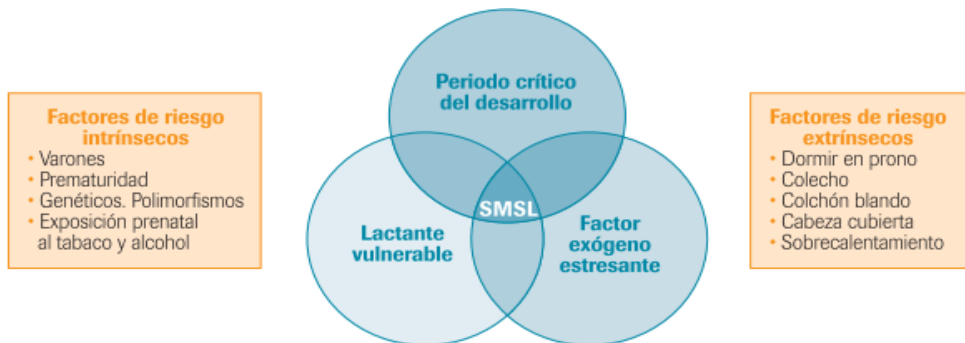 Factores de riesgo
intrínsecos
• Varones
• Prematuridad
• Genéticos. Polimorfismos
• Exposición prenatal
al tabaco y alcohol
Periodo crítico
del desarrollo
SMSL
Lactante
vulnerable
Factor
exógeno
estresante
Factores de riesgo
extrínsecos
• Dormir en prono
• Colecho
• Colchón blando
• Cabeza cubierta
• Sobrecalentamiento